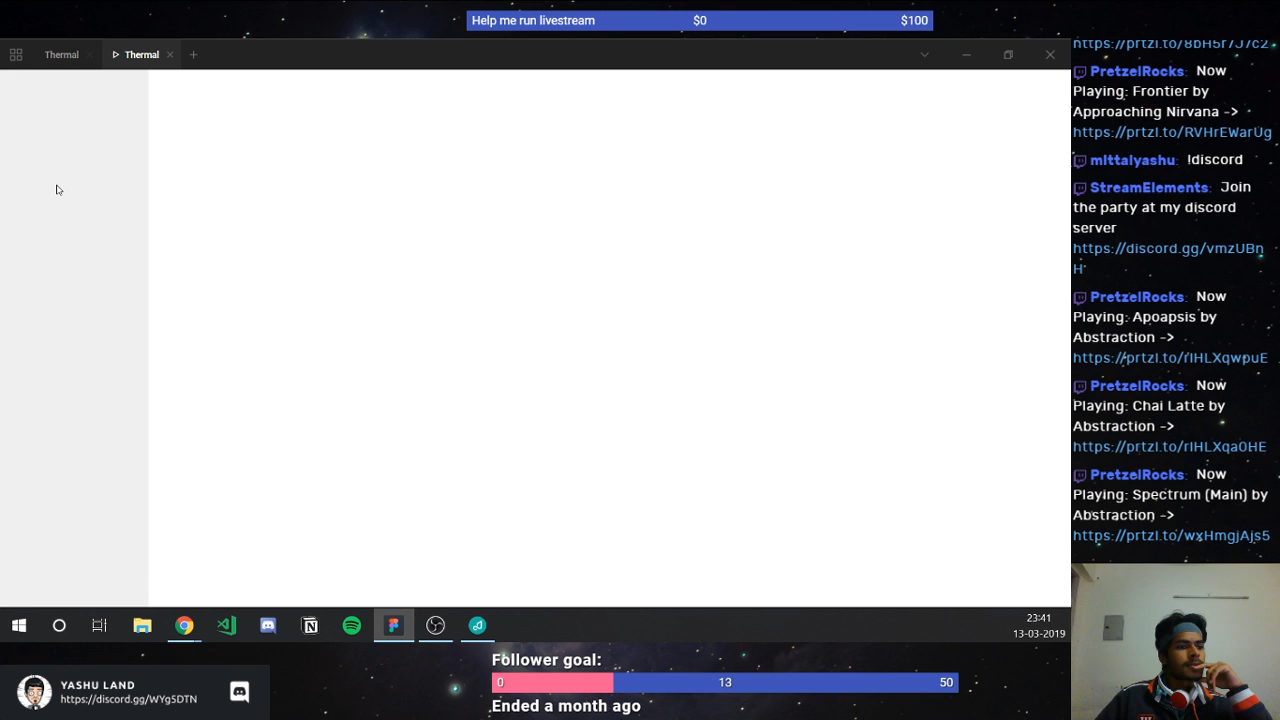 Help me run livestream $0 $100
Thermal
Thermal
https://prtzl.to/8bH5r7J7c2
PretzelRocks: Now
Playing: Frontier by
Approaching Nirvana ->
https://prtzl.to/RVHrEWarUg
mittalyashu: !discord
StreamElements: Join
the party at my discord
server
https://discord.gg/vmzUBn
H
PretzelRocks: Now
Playing: Apoapsis by
Abstraction ->
https://prtzl.to/rIHLXqwpuE
PretzelRocks: Now
Playing: Chai Latte by
Abstraction ->
https://prtzl.to/rIHLXqa0HE
PretzelRocks: Now
Playing: Spectrum (Main) by
Abstraction ->
https://prtzl.to/wxHmgjAjs5
23:41
13-03-2019
YASHU LAND
https://discord.gg/WYg5DTN
Follower goal:
0 13 50
Ended a month ago